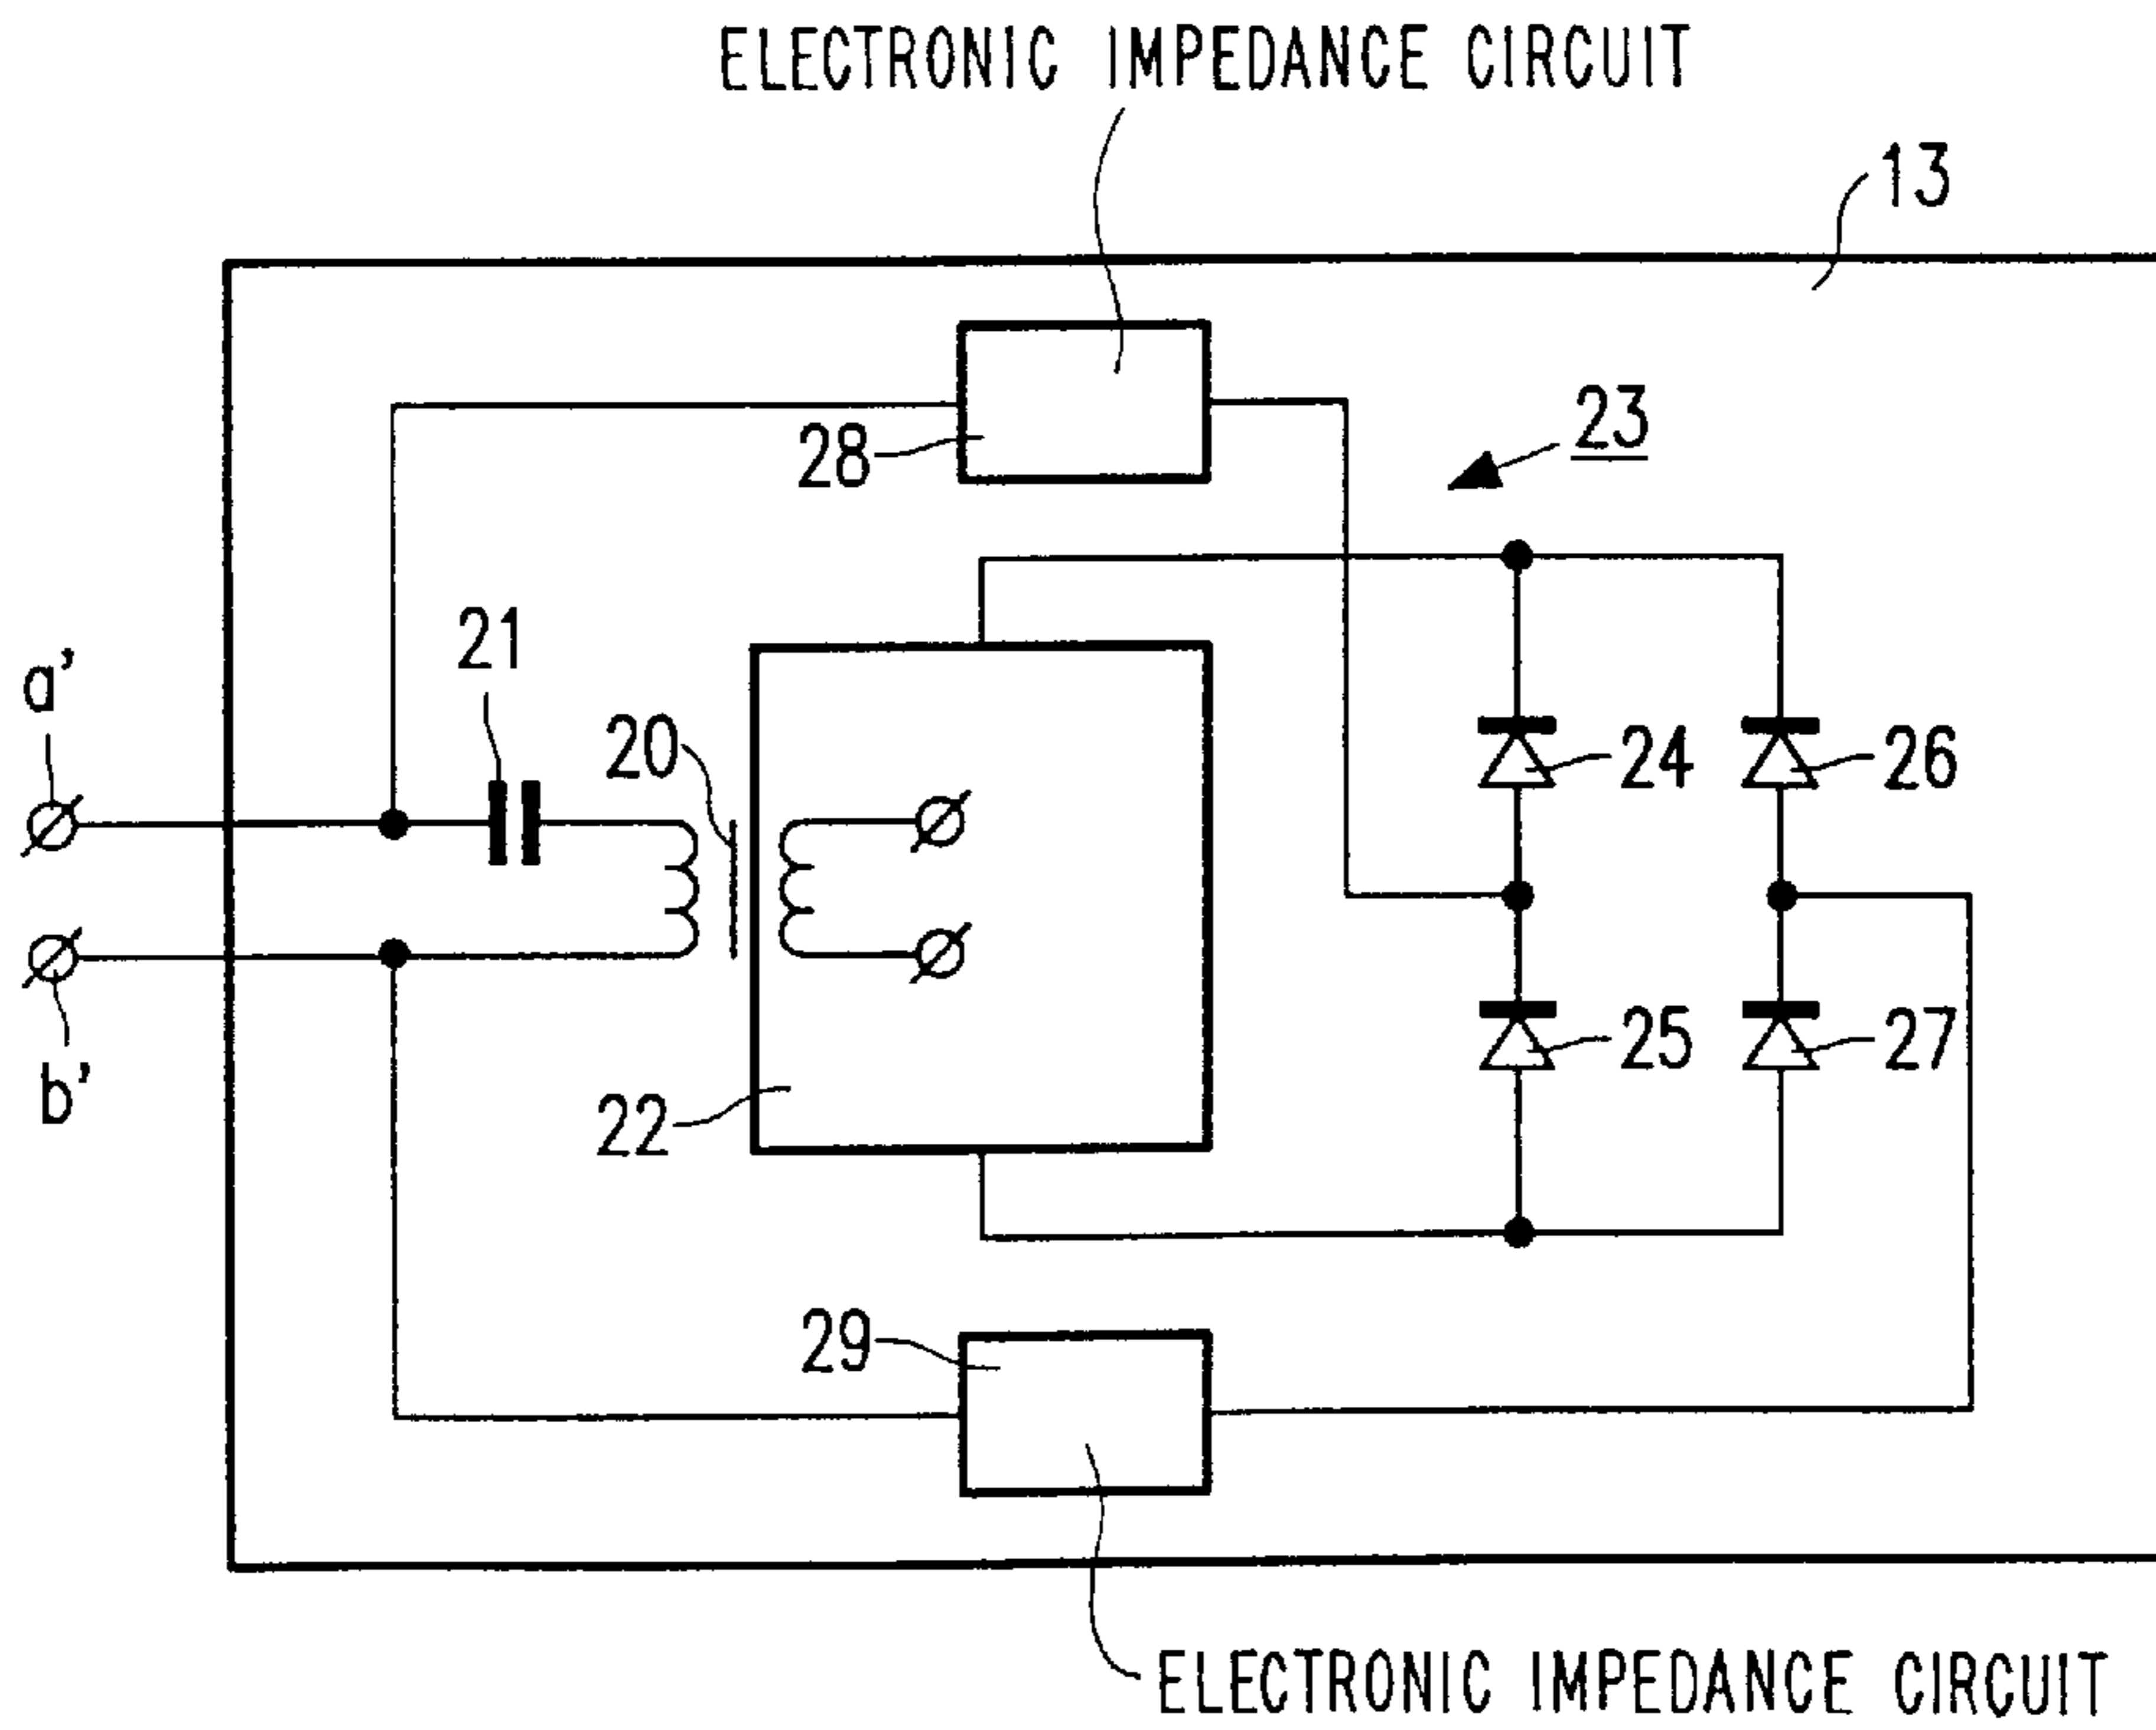 ELECTRONIC IMPEDANCE CIRCUIT
13
28
23
21
a'
20
24
26
b'
22
25
27
29
ELECTRONIC IMPEDANCE CIRCUIT